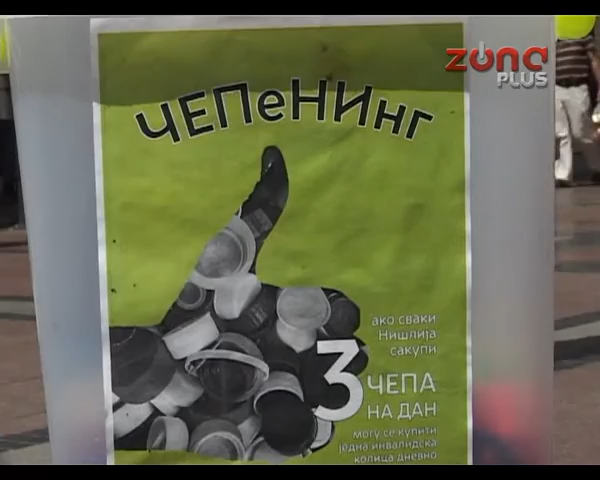 ZONA
PLUS
ЧЕПеНИнг
ако сваки
Нишлија
сакупи
3 ЧЕПА
НА ДАН
могу се купити
једна инвалидска
колица дневно